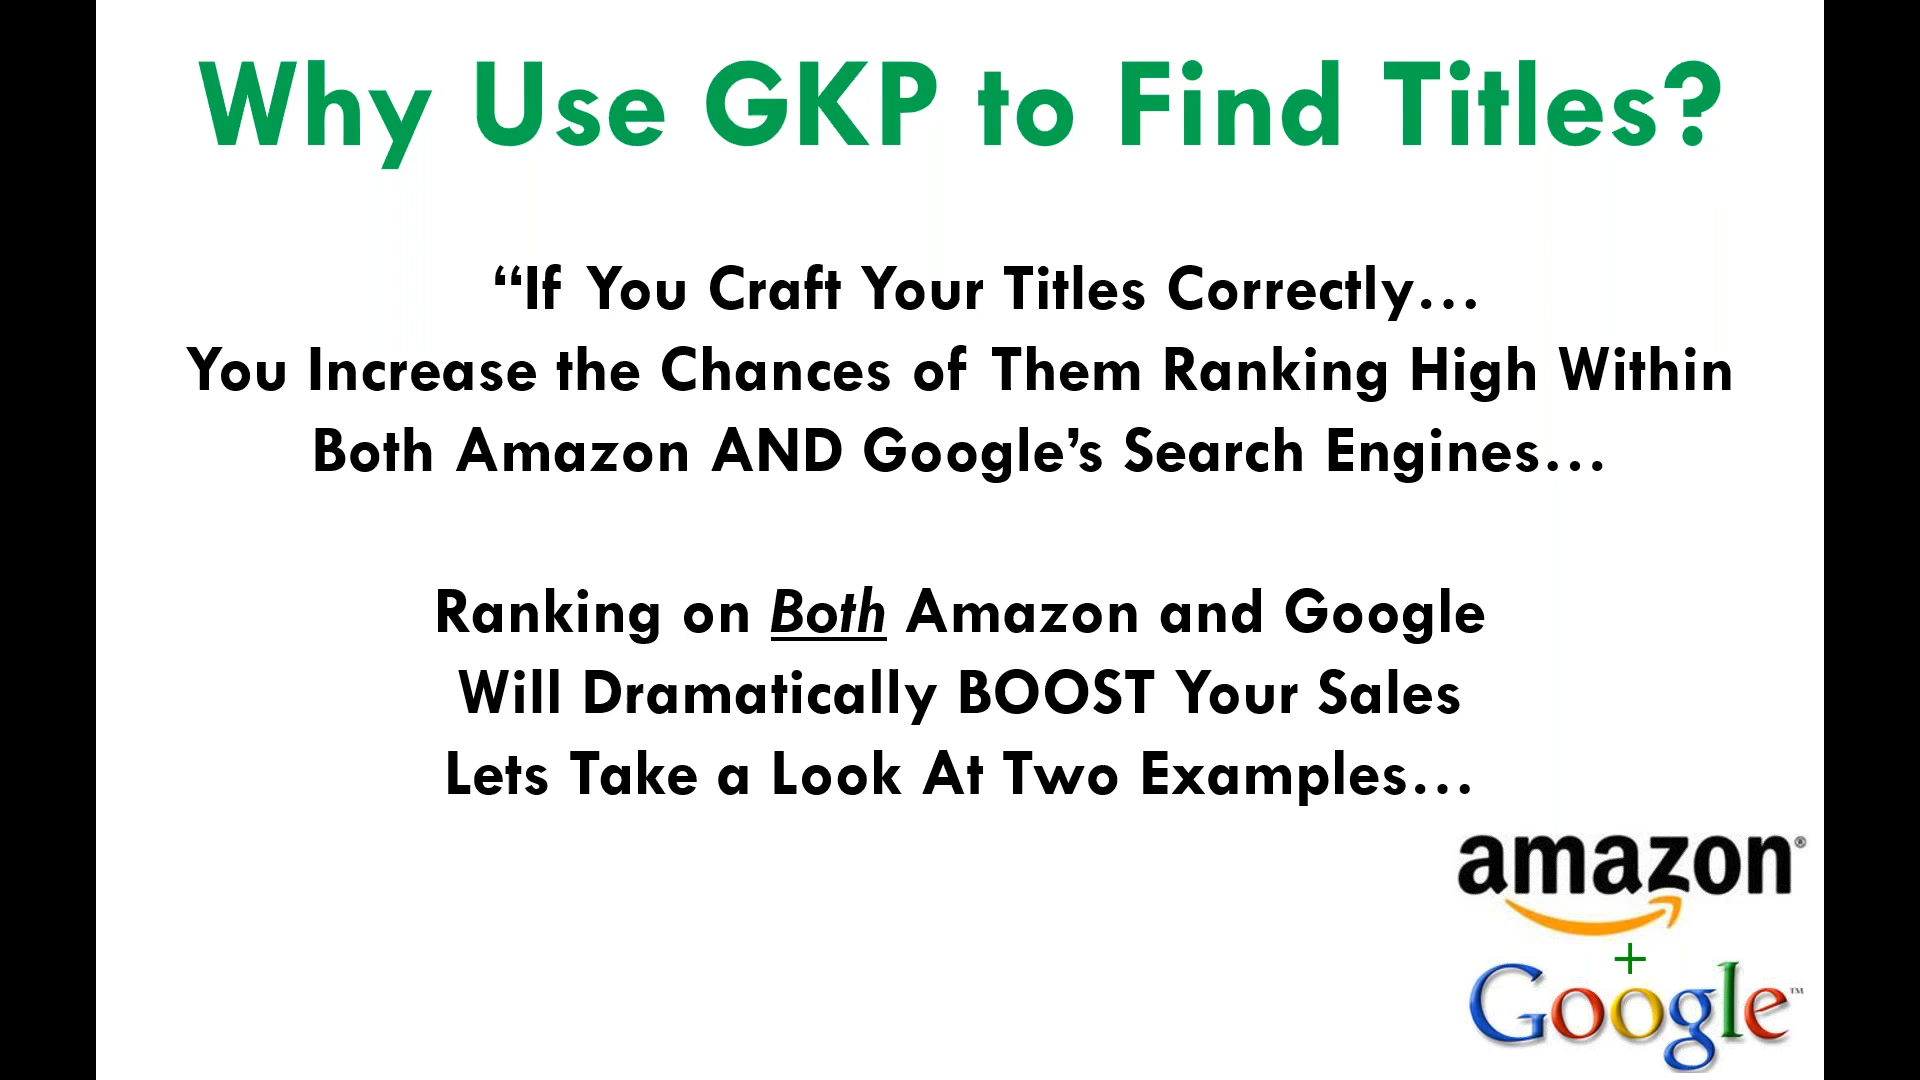 Why Use GKP to Find Titles?
“If You Craft Your Titles Correctly…
You Increase the Chances of Them Ranking High Within
Both Amazon AND Google’s Search Engines…
Ranking on Both Amazon and Google
Will Dramatically BOOST Your Sales
Lets Take a Look At Two Examples…
amazon®
+
Google™